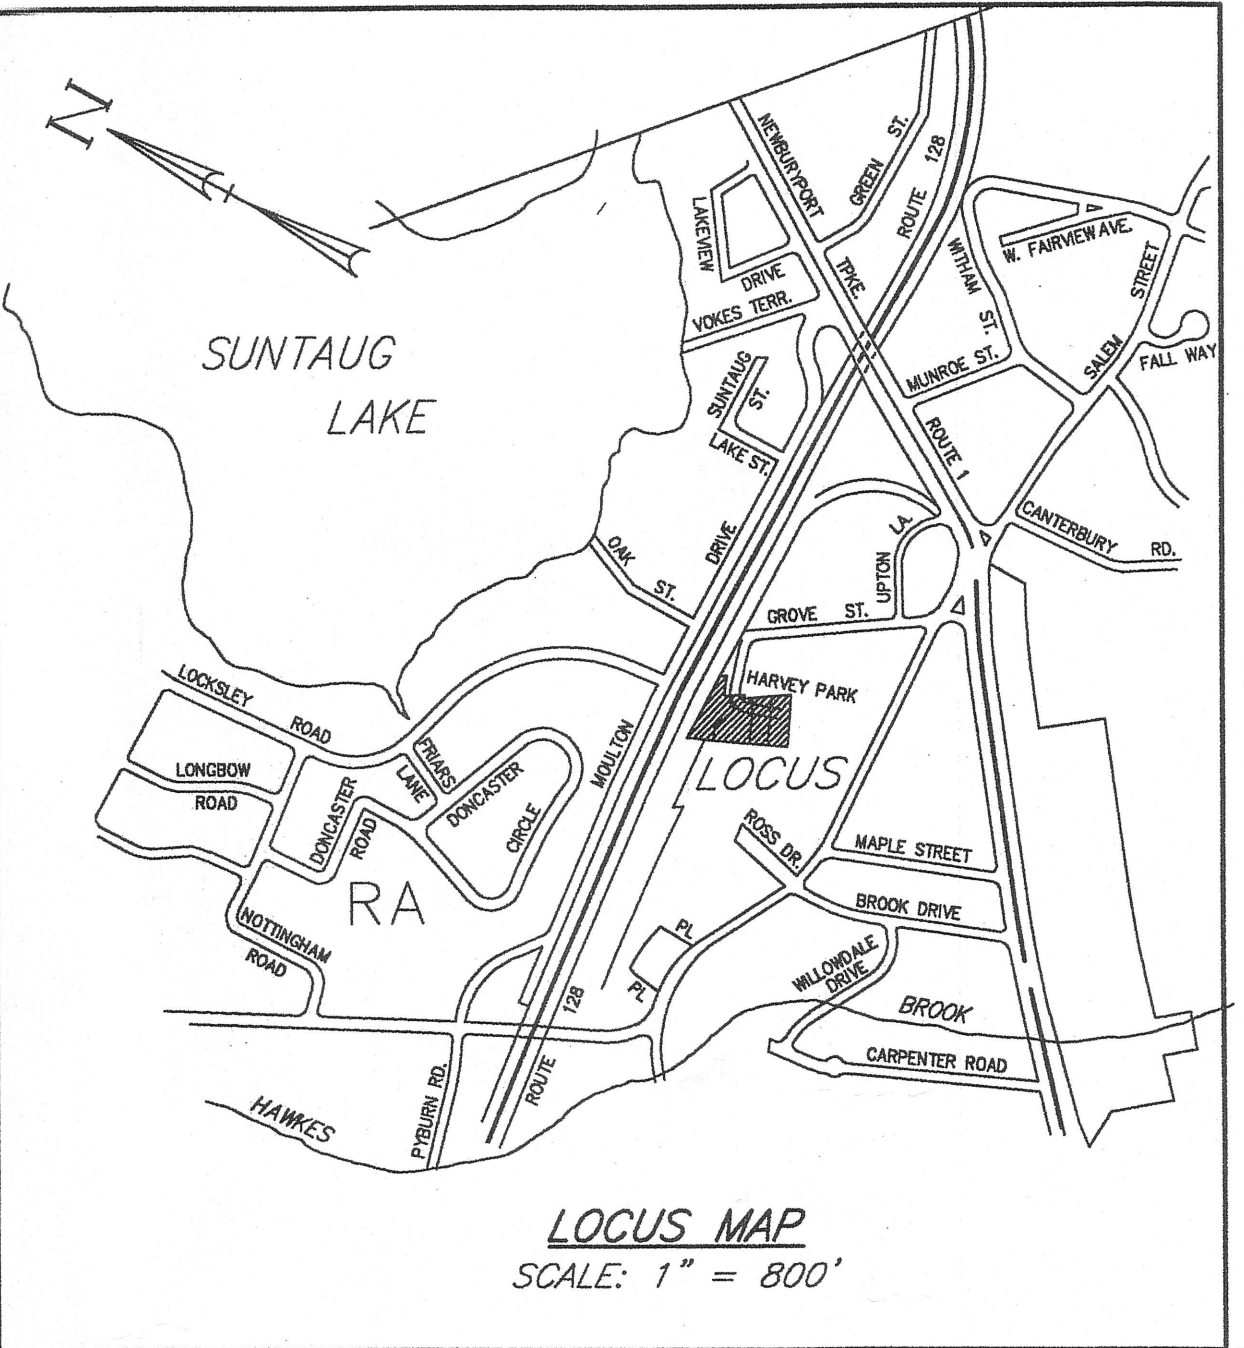 N
SUNTAUG
LAKE
NEWBURYPORT
TPKE.
GREEN ST.
ROUTE 128
LAKEVIEW
DRIVE
VOKES TERR.
SUNTAUG
ST.
LAKE ST.
WITHAM ST.
W. FAIRVIEW AVE.
SALEM STREET
FALL WAY
MUNROE ST.
ROUTE 1
CANTERBURY RD.
OAK ST.
MOULTON DRIVE
UPTON LA.
GROVE ST.
HARVEY PARK
LOCUS
LOCKSLEY ROAD
LONGBOW
ROAD
FRIARS
LANE
DONCASTER
ROAD
DONCASTER
CIRCLE
RA
NOTTINGHAM
ROAD
ROSS DR.
MAPLE STREET
BROOK DRIVE
WILLOWDALE
DRIVE
PL
PL
BROOK
CARPENTER ROAD
ROUTE 128
PYBURN RD.
HAWKES
LOCUS MAP
SCALE: 1" = 800'